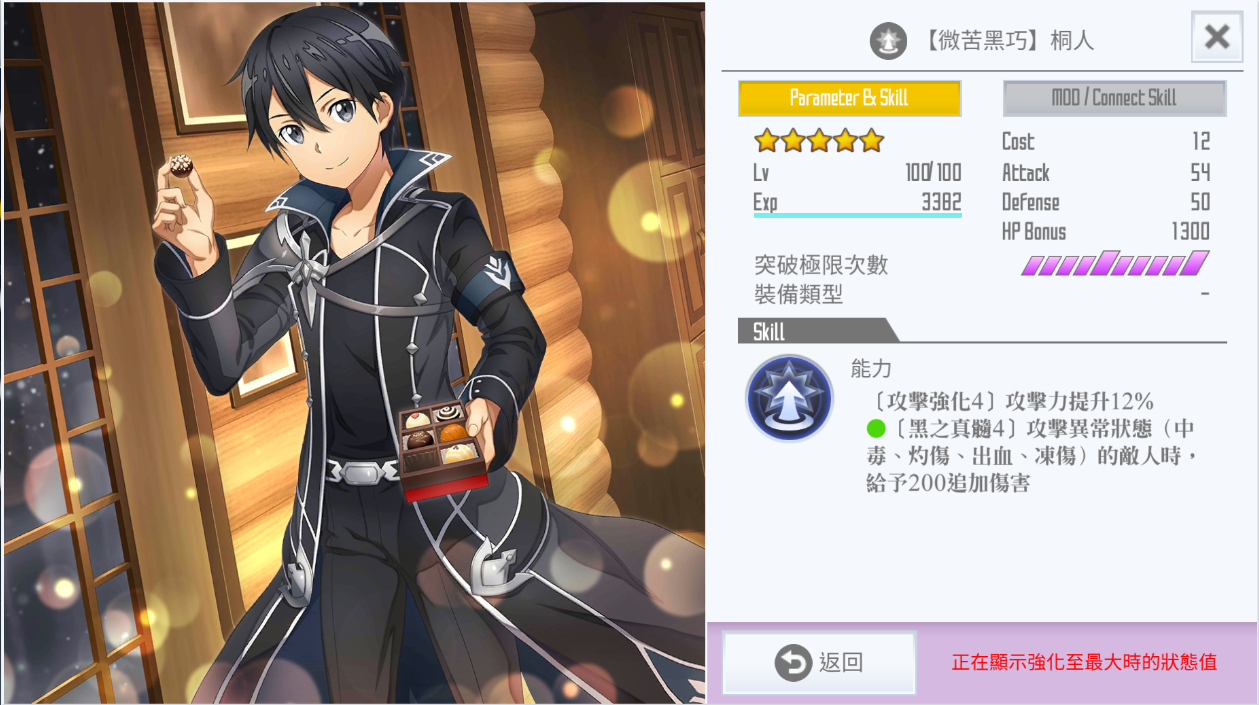 【微苦黑巧】桐人
Parameter & Skill
MOD / Connect Skill
Lv 100/100
Exp 3382
Cost 12
Attack 54
Defense 50
HP Bonus 1300
突破極限次數
裝備類型 -
Skill
能力
〔攻擊強化4〕攻擊力提升12%
〔黑之真髓4〕攻擊異常狀態（中
毒、灼傷、出血、凍傷）的敵人時，
給予200追加傷害
返回
正在顯示強化至最大時的狀態值